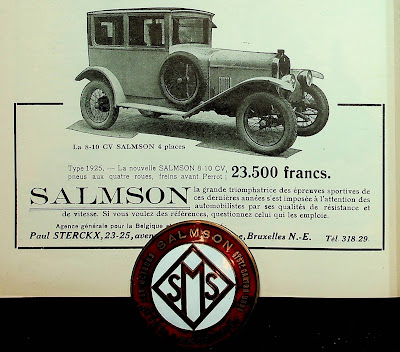 La 8-10 CV SALMSON 4 places
Type 1925. — La nouvelle SALMSON 8-10 CV,
pneus aux quatre roues, freins avant Perrot :
23.500 francs.
SALMSON
la grande triomphatrice des épreuves sportives de
ces dernières années s'est imposée à l'attention des
automobilistes par ses qualités de résistance et
de vitesse. Si vous voulez des références, questionnez celui qui les emploie.
Agence générale pour la Belgique
Paul STERCKX, 23-25, aven
Bruxelles N.-E. Tél. 318.29.
SALMSON
SMS